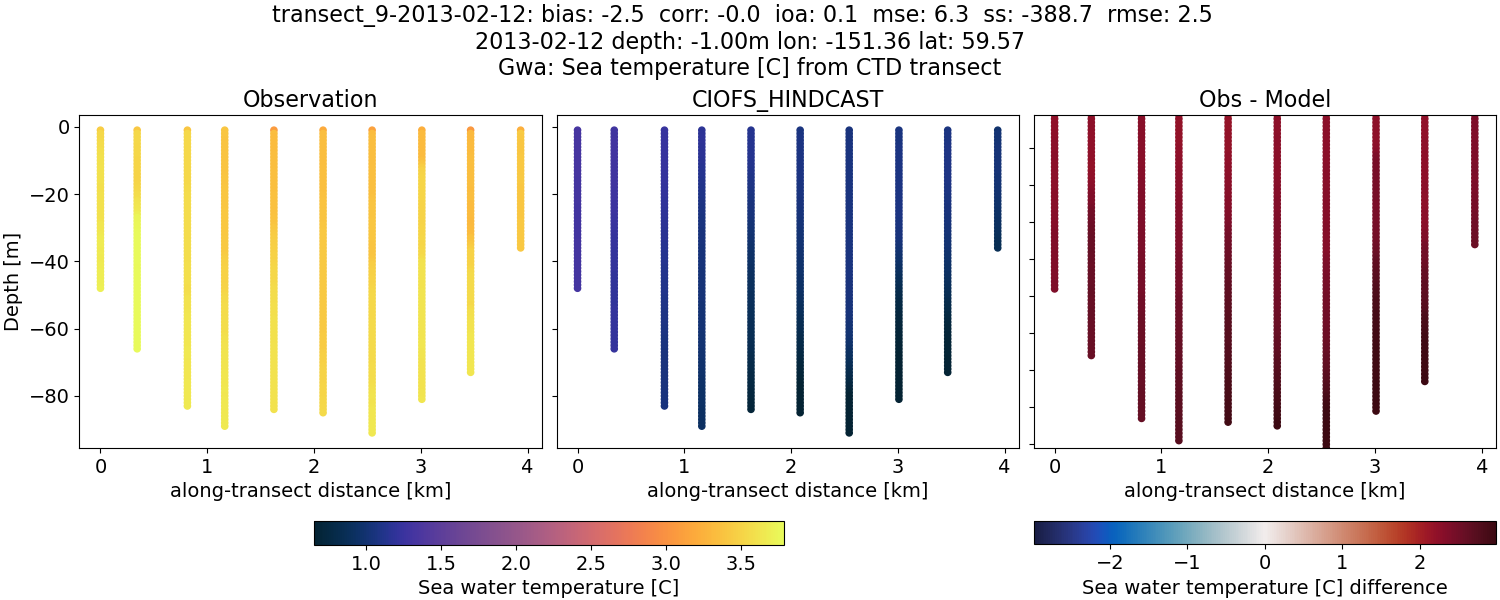 transect_9-2013-02-12: bias: -2.5  corr: -0.0  ioa: 0.1  mse: 6.3  ss: -388.7  rmse: 2.5
2013-02-12 depth: -1.00m lon: -151.36 lat: 59.57
Gwa: Sea temperature [C] from CTD transect
Observation
CIOFS_HINDCAST
Obs - Model
0
−20
−40
−60
−80
Depth [m]
0 1 2 3 4
0 1 2 3 4
0 1 2 3 4
along-transect distance [km]
along-transect distance [km]
along-transect distance [km]
1.0 1.5 2.0 2.5 3.0 3.5
Sea water temperature [C]
−2 −1 0 1 2
Sea water temperature [C] difference